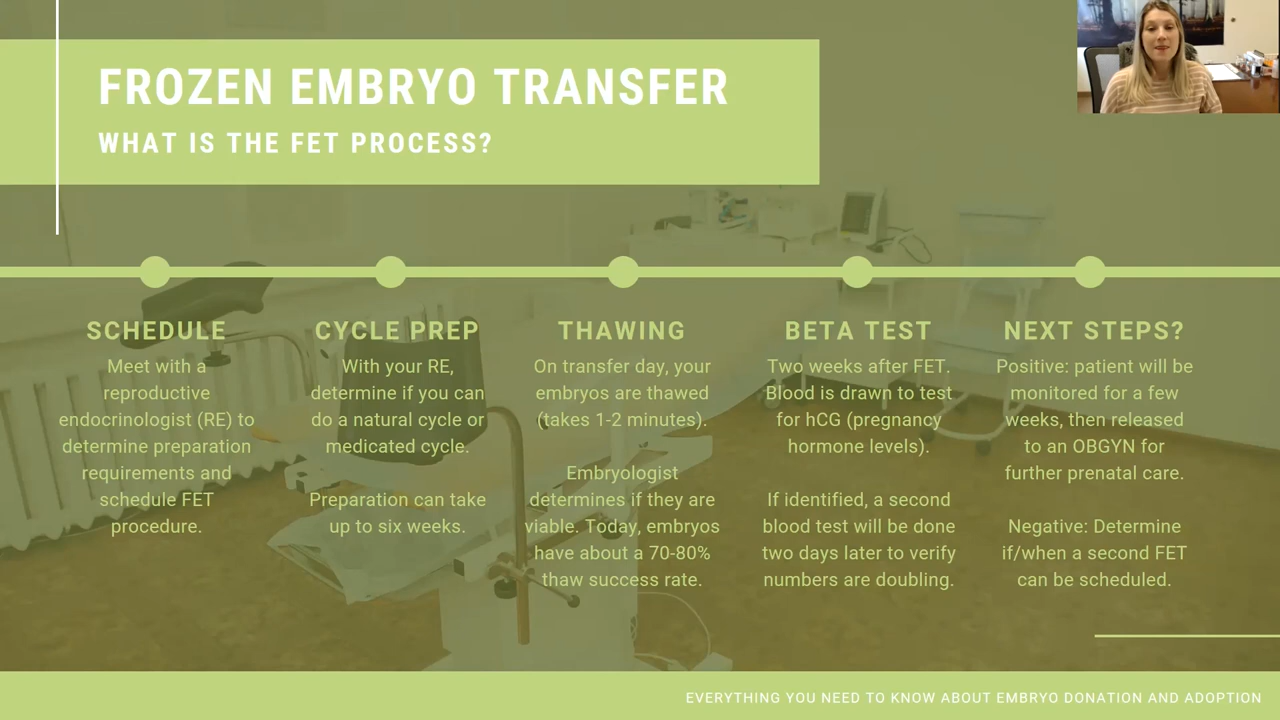 FROZEN EMBRYO TRANSFER
WHAT IS THE FET PROCESS?
SCHEDULE
Meet with a
reproductive
endocrinologist (RE) to
determine preparation
requirements and
schedule FET
procedure.
CYCLE PREP
With your RE,
determine if you can
do a natural cycle or
medicated cycle.
Preparation can take
up to six weeks.
THAWING
On transfer day, your
embryos are thawed
(takes 1-2 minutes).
Embryologist
determines if they are
viable. Today, embryos
have about a 70-80%
thaw success rate.
BETA TEST
Two weeks after FET.
Blood is drawn to test
for hCG (pregnancy
hormone levels).
If identified, a second
blood test will be done
two days later to verify
numbers are doubling.
NEXT STEPS?
Positive: patient will be
monitored for a few
weeks, then released
to an OBGYN for
further prenatal care.
Negative: Determine
if/when a second FET
can be scheduled.
EVERYTHING YOU NEED TO KNOW ABOUT EMBRYO DONATION AND ADOPTION